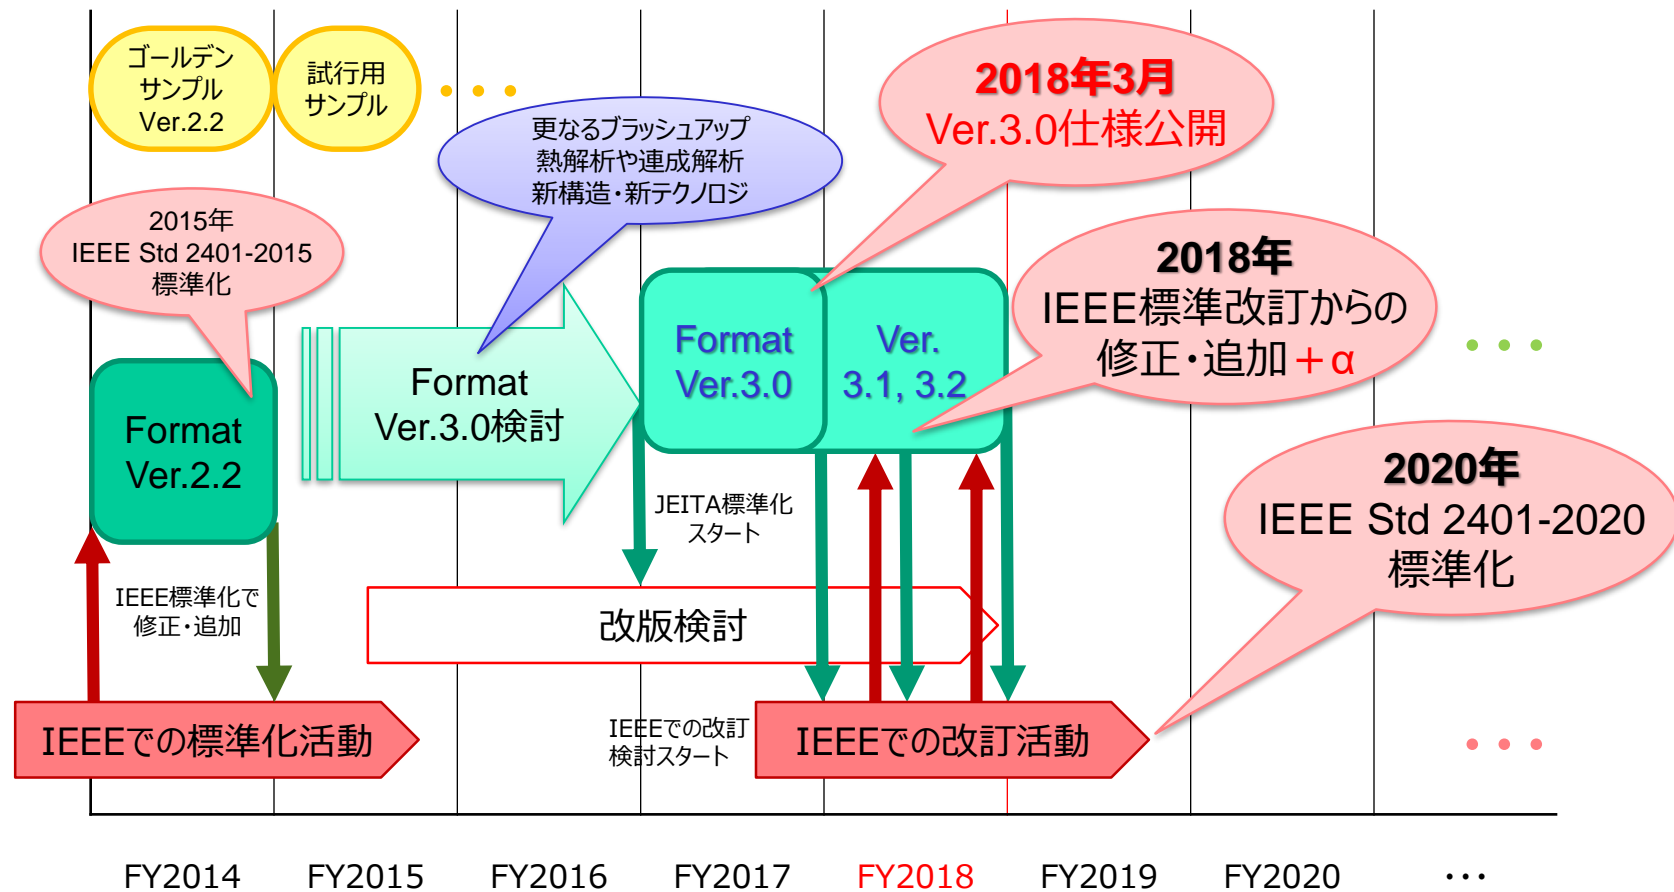 ゴールデン
サンプル
Ver.2.2
試行用
サンプル
・・・
更なるブラッシュアップ
熱解析や連成解析
新構造・新テクノロジ
2018年3月
Ver.3.0仕様公開
2015年
IEEE Std 2401-2015
標準化
2018年
IEEE標準改訂からの
修正・追加＋α
Format
Ver.2.2
Format
Ver.3.0検討
Format
Ver.3.0
Ver.
3.1, 3.2
・・・
2020年
IEEE Std 2401-2020
標準化
JEITA標準化
スタート
IEEE標準化で
修正・追加
改版検討
IEEEでの標準化活動
IEEEでの改訂
検討スタート
IEEEでの改訂活動
・・・
FY2014 FY2015 FY2016 FY2017 FY2018 FY2019 FY2020 ・・・